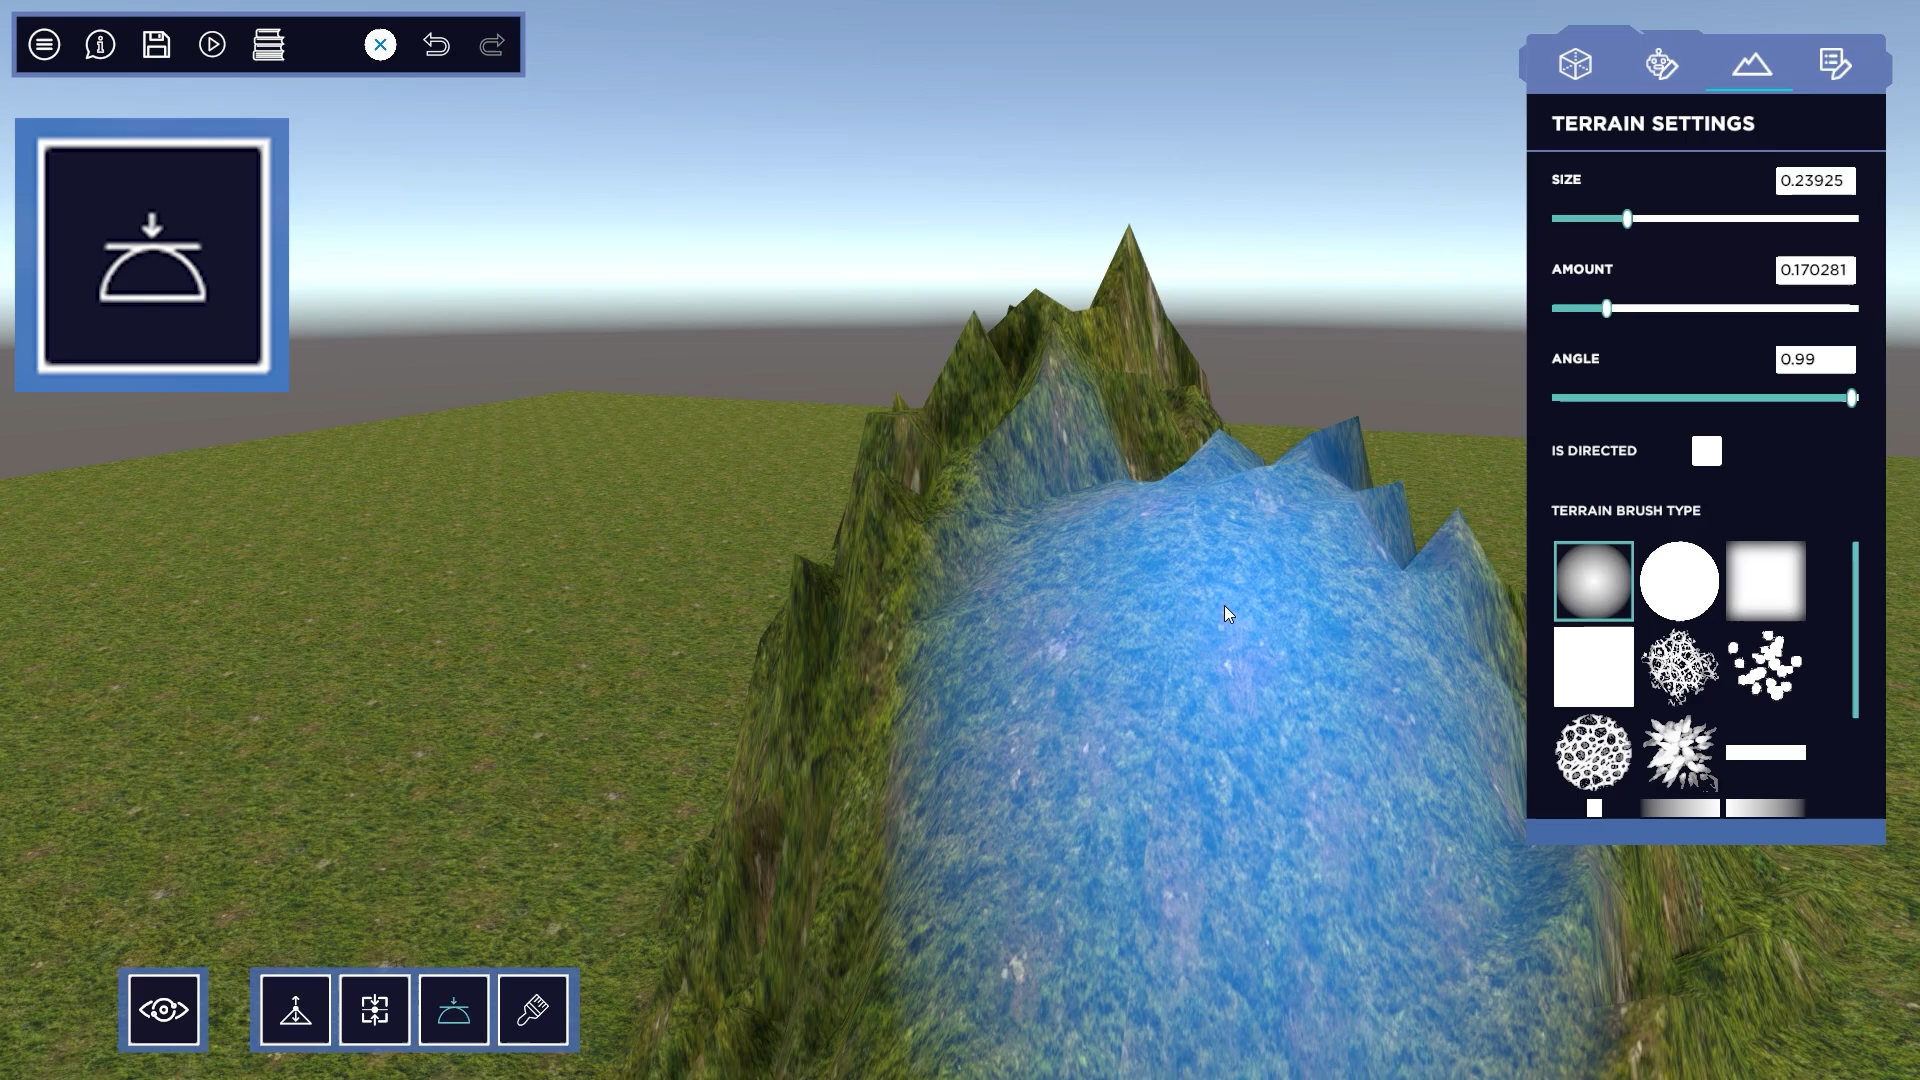 TERRAIN SETTINGS
SIZE
0.23925
AMOUNT
0.170281
ANGLE
0.99
IS DIRECTED
TERRAIN BRUSH TYPE